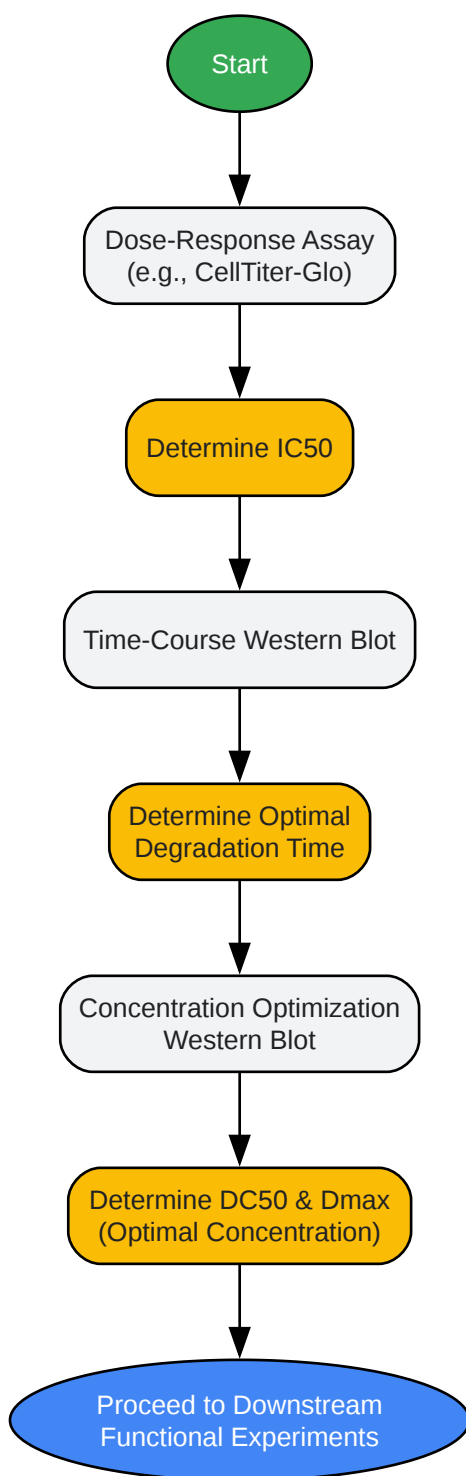 Start
Dose-Response Assay
(e.g., CellTiter-Glo)
Determine IC50
Time-Course Western Blot
Determine Optimal
Degradation Time
Concentration Optimization
Western Blot
Determine DC50 & Dmax
(Optimal Concentration)
Proceed to Downstream
Functional Experiments